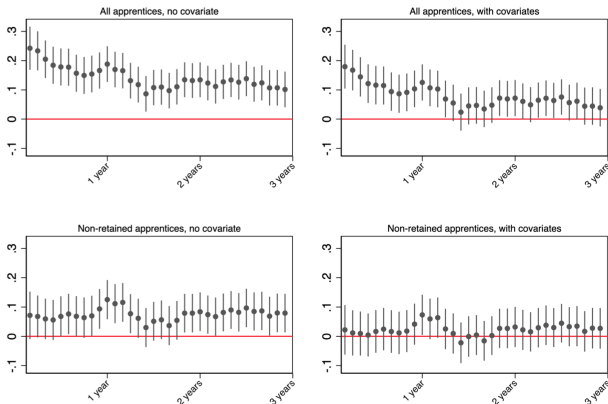 All apprentices, no covariate
.3
.2
.1
0
-.1
1 year
2 years
3 years
All apprentices, with covariates
.3
.2
.1
0
-.1
1 year
2 years
3 years
Non-retained apprentices, no covariate
.3
.2
.1
0
-.1
1 year
2 years
3 years
Non-retained apprentices, with covariates
.3
.2
.1
0
-.1
1 year
2 years
3 years